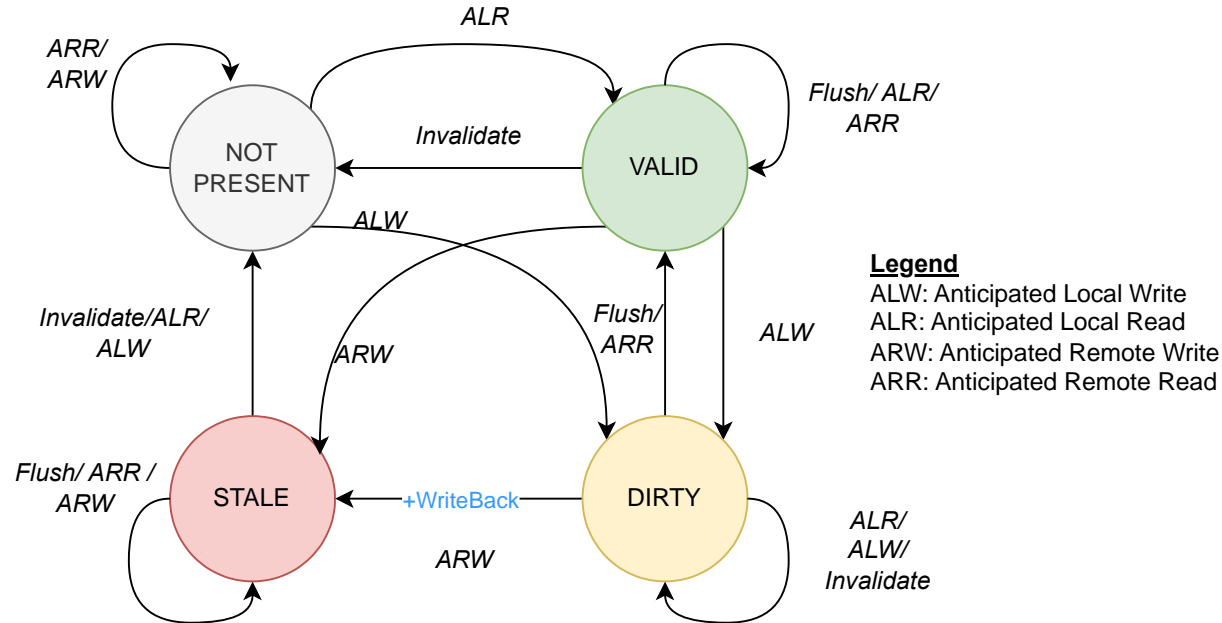 ALR
ARR/
ARW
Flush/ ALR/
ARR
Invalidate
NOT
PRESENT
VALID
ALW
Legend
ALW: Anticipated Local Write
ALR: Anticipated Local Read
ARW: Anticipated Remote Write
ARR: Anticipated Remote Read
Invalidate/ALR/
ALW
ARW
Flush/
ARR
ALW
Flush/ ARR /
ARW
STALE
+WriteBack
DIRTY
ARW
ALR/
ALW/
Invalidate